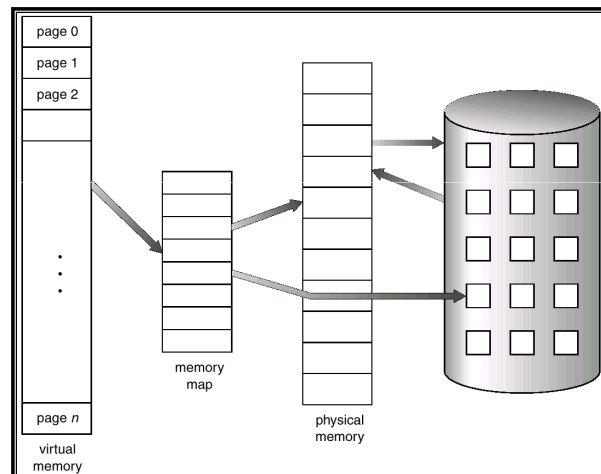 page 0
page 1
page 2
page n
virtual
memory
memory
map
physical
memory